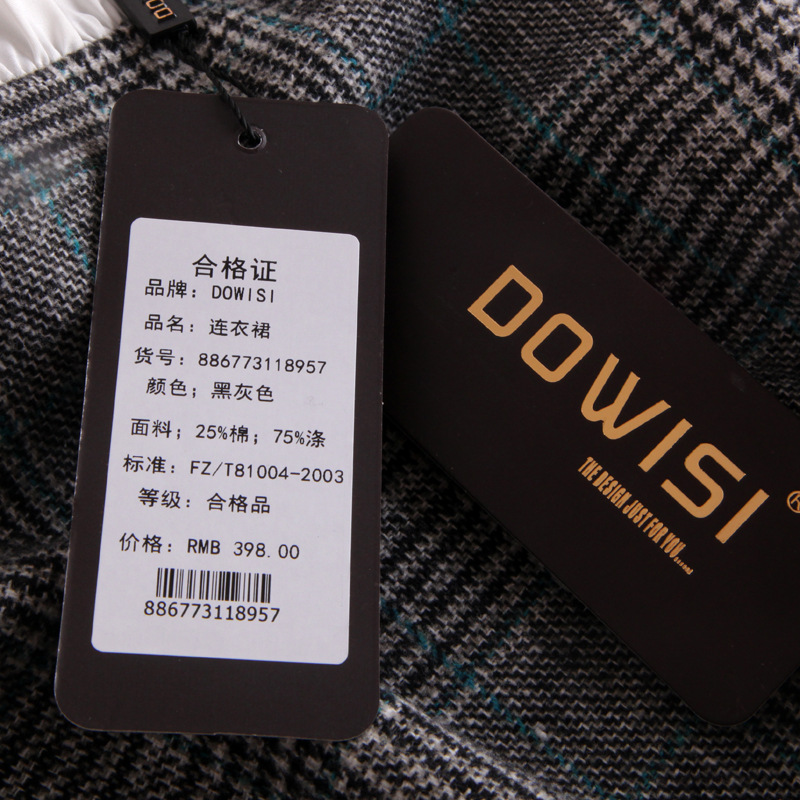 合格证
品牌：DOWISI
品名：连衣裙
货号：886773118957
颜色；黑灰色
面料；25%棉；75%涤
标准：FZ/T81004-2003
等级：合格品
价格：RMB 398.00
886773118957
DOWISI
THE DESIGN JUST FOR YOU